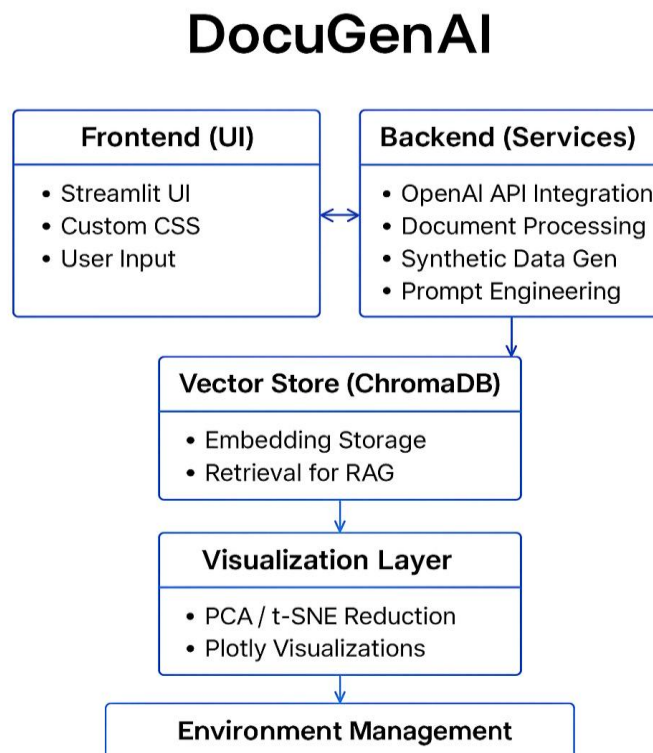 DocuGenAI
Frontend (UI)
• Streamlit UI
• Custom CSS
• User Input
Backend (Services)
• OpenAI API Integration
• Document Processing
• Synthetic Data Gen
• Prompt Engineering
Vector Store (ChromaDB)
• Embedding Storage
• Retrieval for RAG
Visualization Layer
• PCA / t-SNE Reduction
• Plotly Visualizations
Environment Management